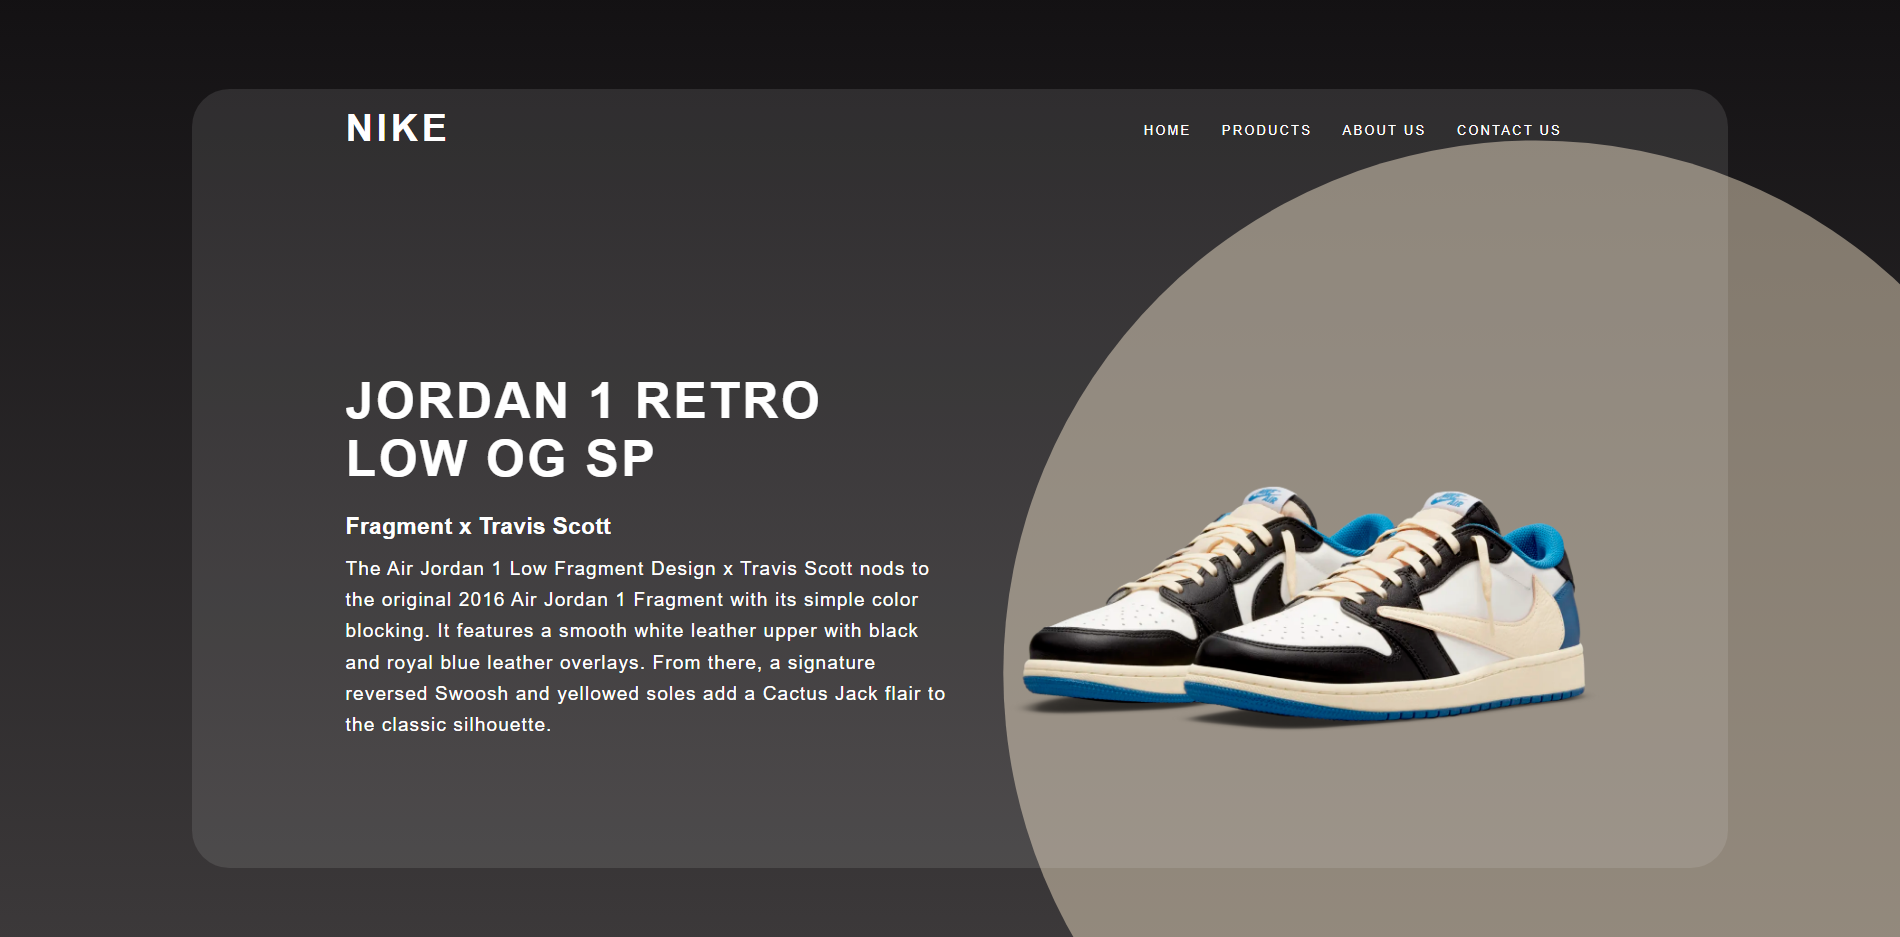 NIKE
HOME PRODUCTS ABOUT US CONTACT US
JORDAN 1 RETRO
LOW OG SP
Fragment x Travis Scott
The Air Jordan 1 Low Fragment Design x Travis Scott nods to
the original 2016 Air Jordan 1 Fragment with its simple color
blocking. It features a smooth white leather upper with black
and royal blue leather overlays. From there, a signature
reversed Swoosh and yellowed soles add a Cactus Jack flair to
the classic silhouette.
AIR
AIR